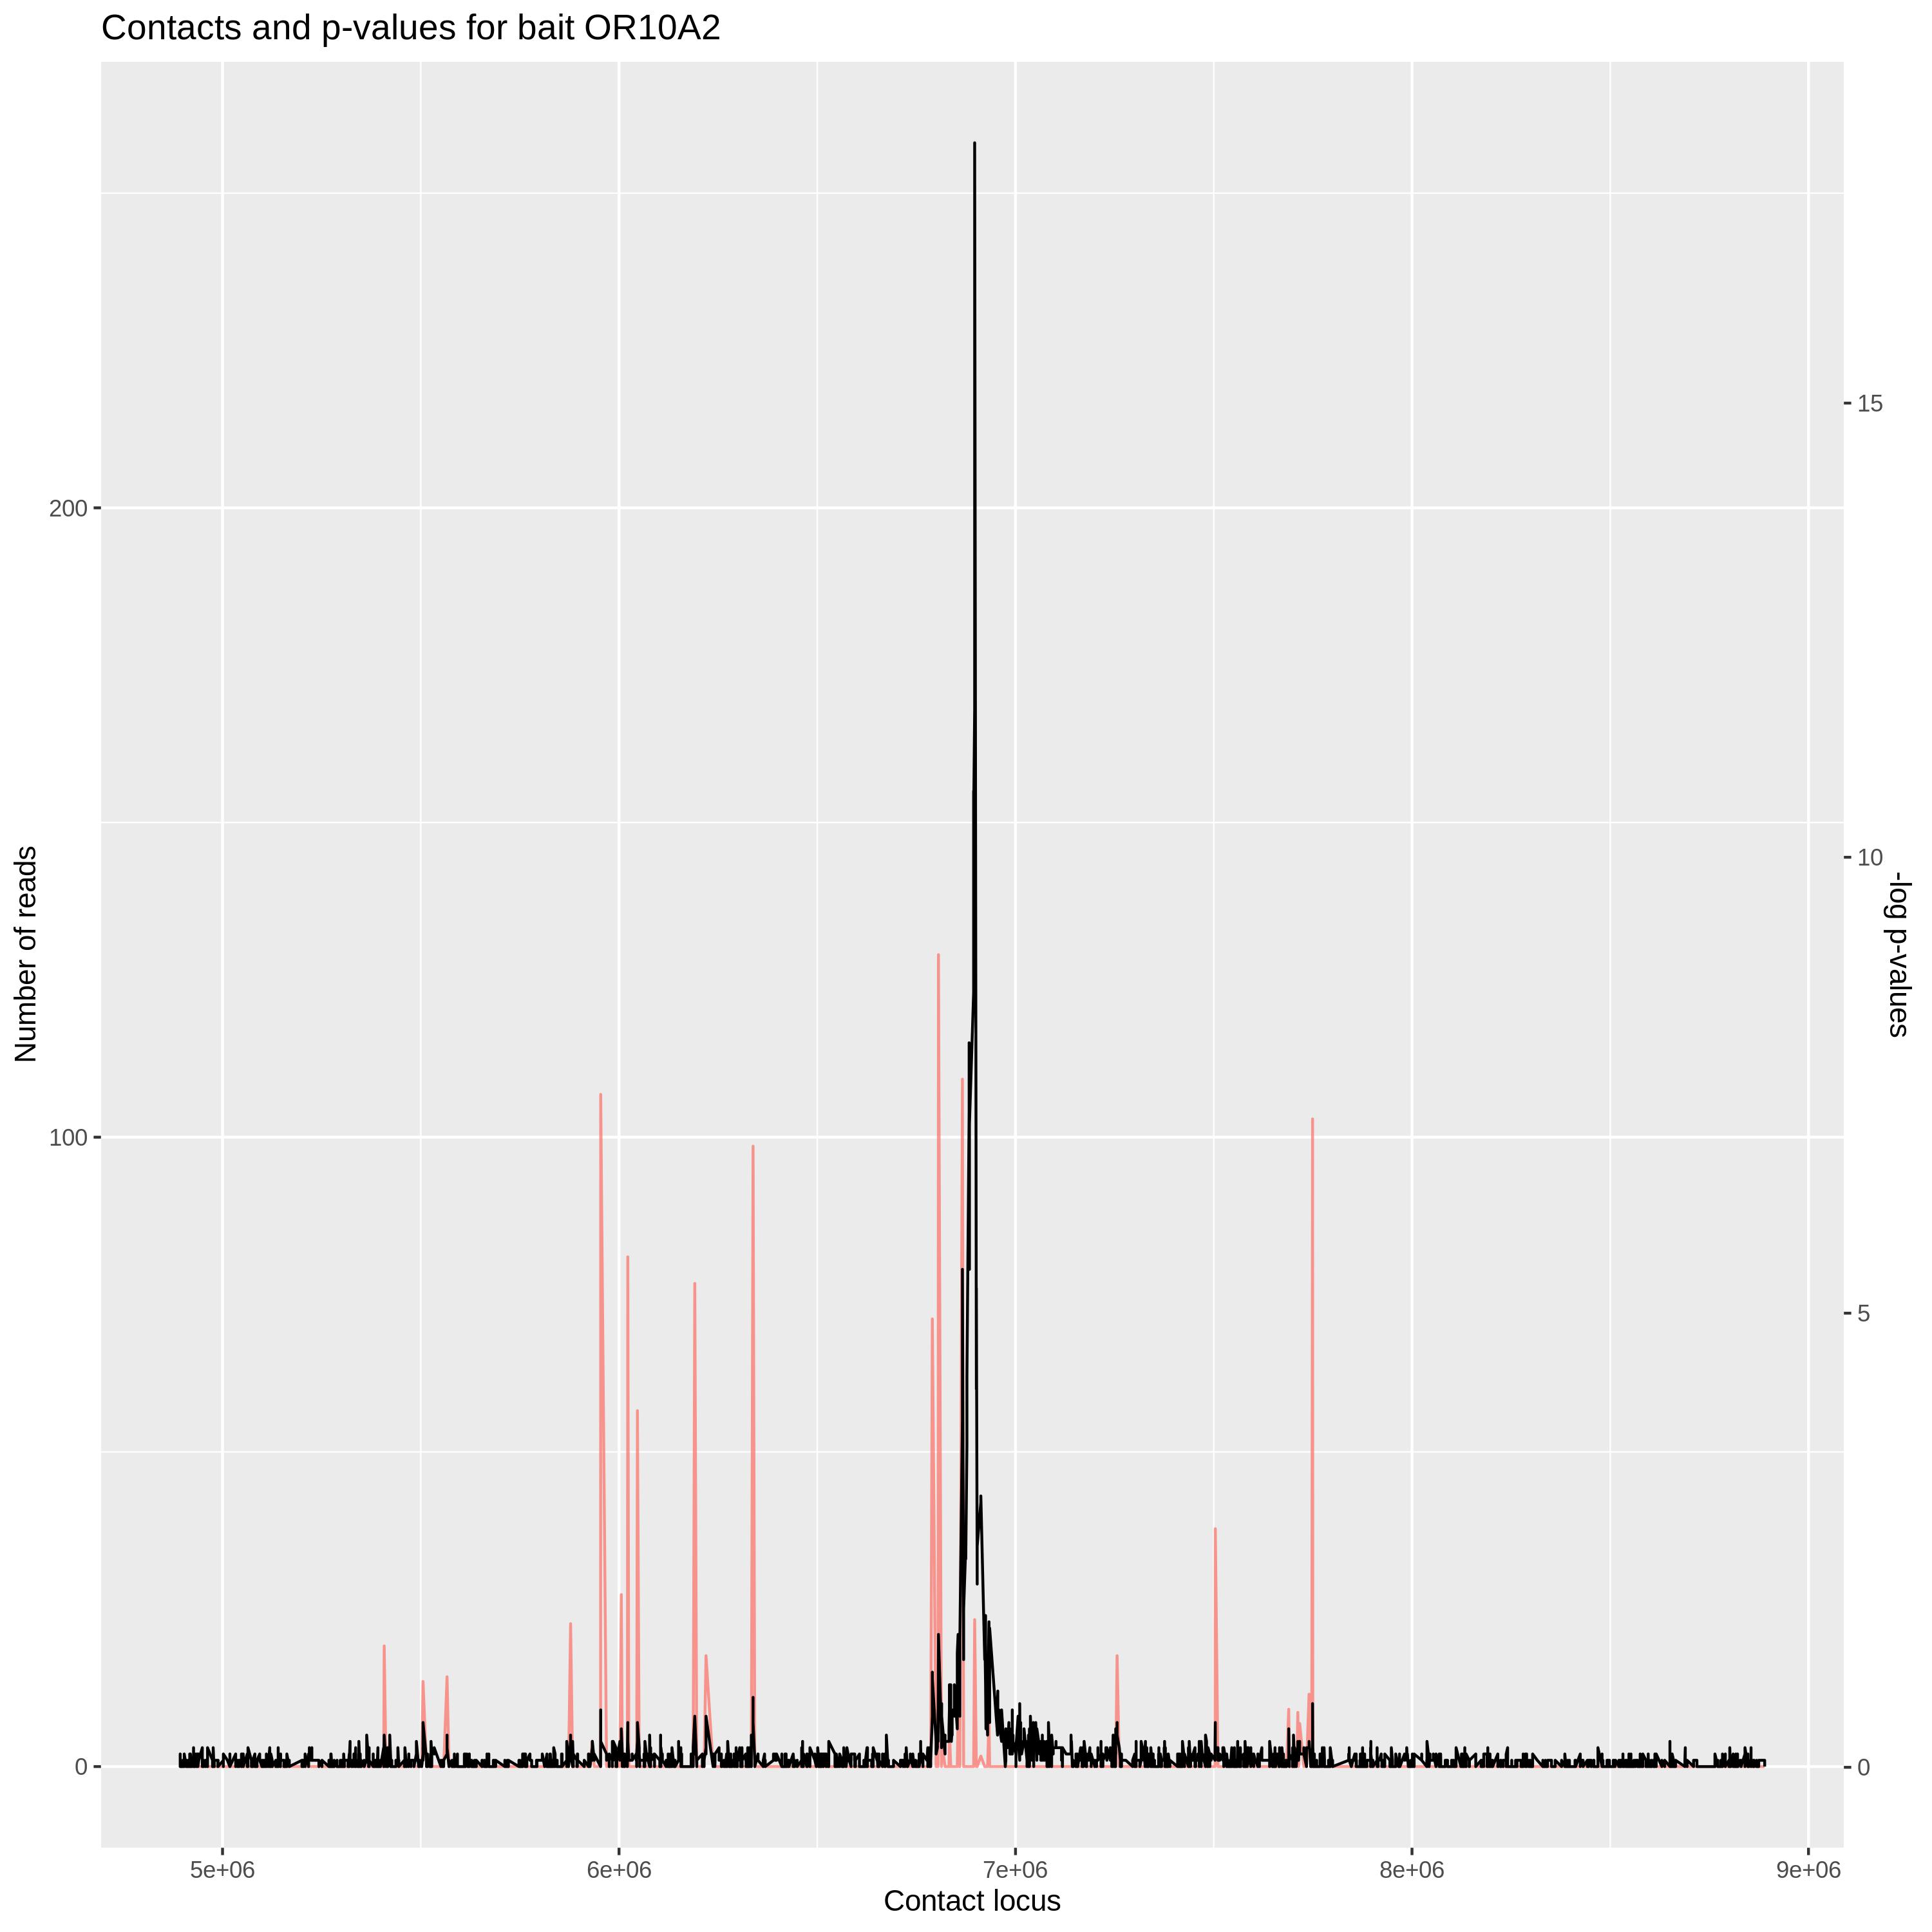 Contacts and p-values for bait OR10A2
Number of reads
200
100
0
15
10
5
0
-log p-values
5e+06
6e+06
7e+06
8e+06
9e+06
Contact locus